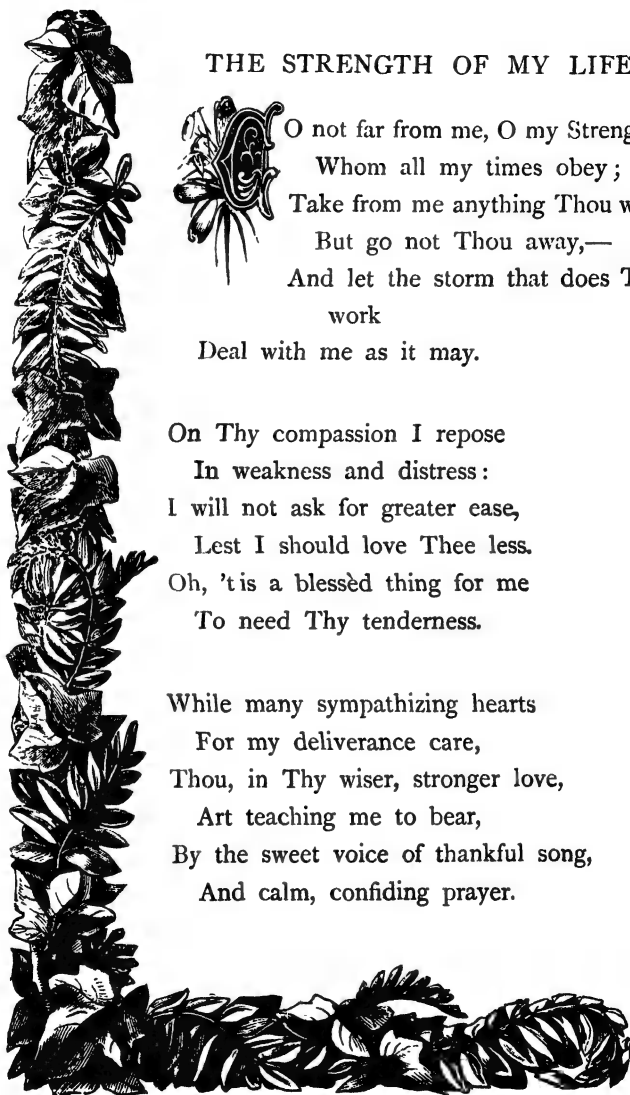 THE STRENGTH OF MY LIFE
GO not far from me, O my Streng
Whom all my times obey;
Take from me anything Thou w
But go not Thou away,—
And let the storm that does T
work
Deal with me as it may.
On Thy compassion I repose
In weakness and distress:
I will not ask for greater ease,
Lest I should love Thee less.
Oh, 'tis a blessèd thing for me
To need Thy tenderness.
While many sympathizing hearts
For my deliverance care,
Thou, in Thy wiser, stronger love,
Art teaching me to bear,
By the sweet voice of thankful song,
And calm, confiding prayer.